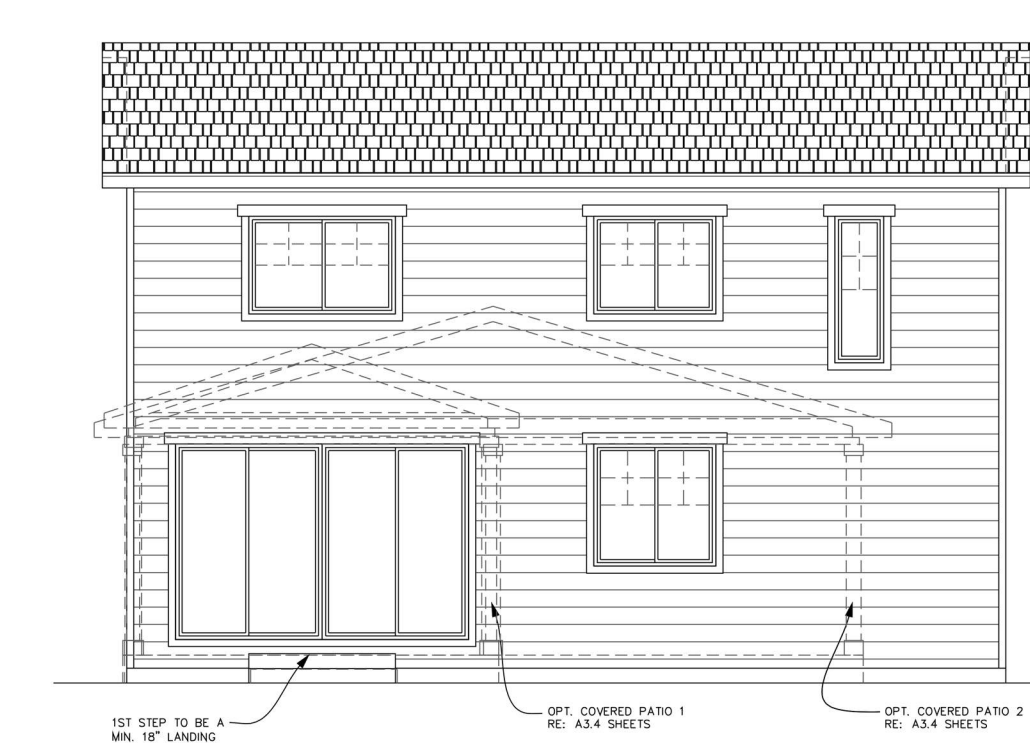 1ST STEP TO BE A
MIN. 18" LANDING
OPT. COVERED PATIO 1
RE: A3.4 SHEETS
OPT. COVERED PATIO 2
RE: A3.4 SHEETS